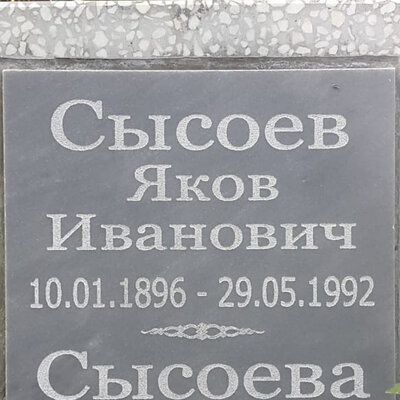 Сысоев
Яков
Иванович
10.01.1896 - 29.05.1992
Сысоева